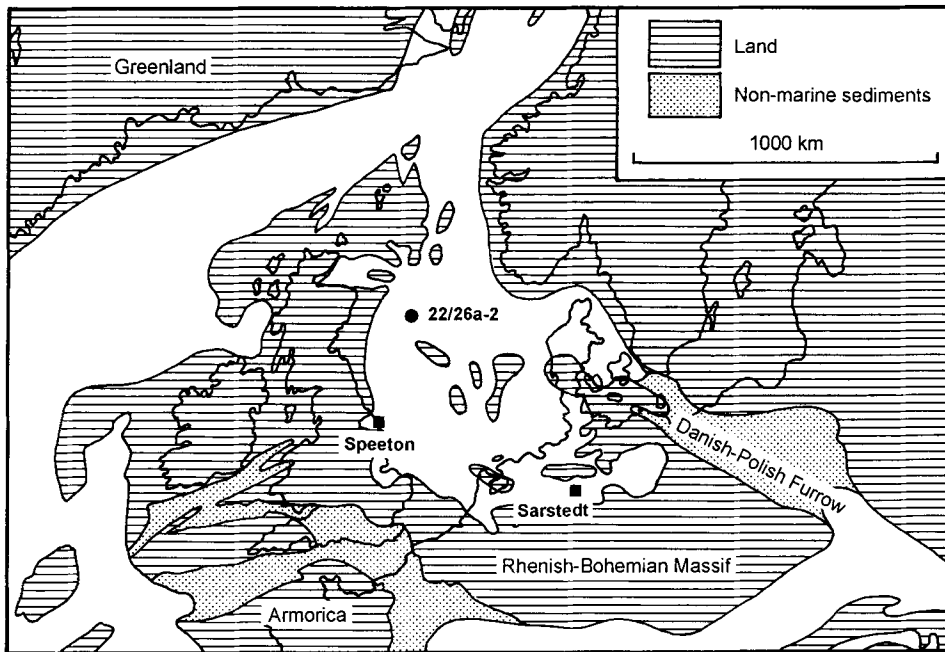 Greenland
Land
Non-marine sediments
1000 km
22/26a-2
Speeton
Danish-Polish Furrow
Sarstedt
Rhenish-Bohemian Massif
Armorica